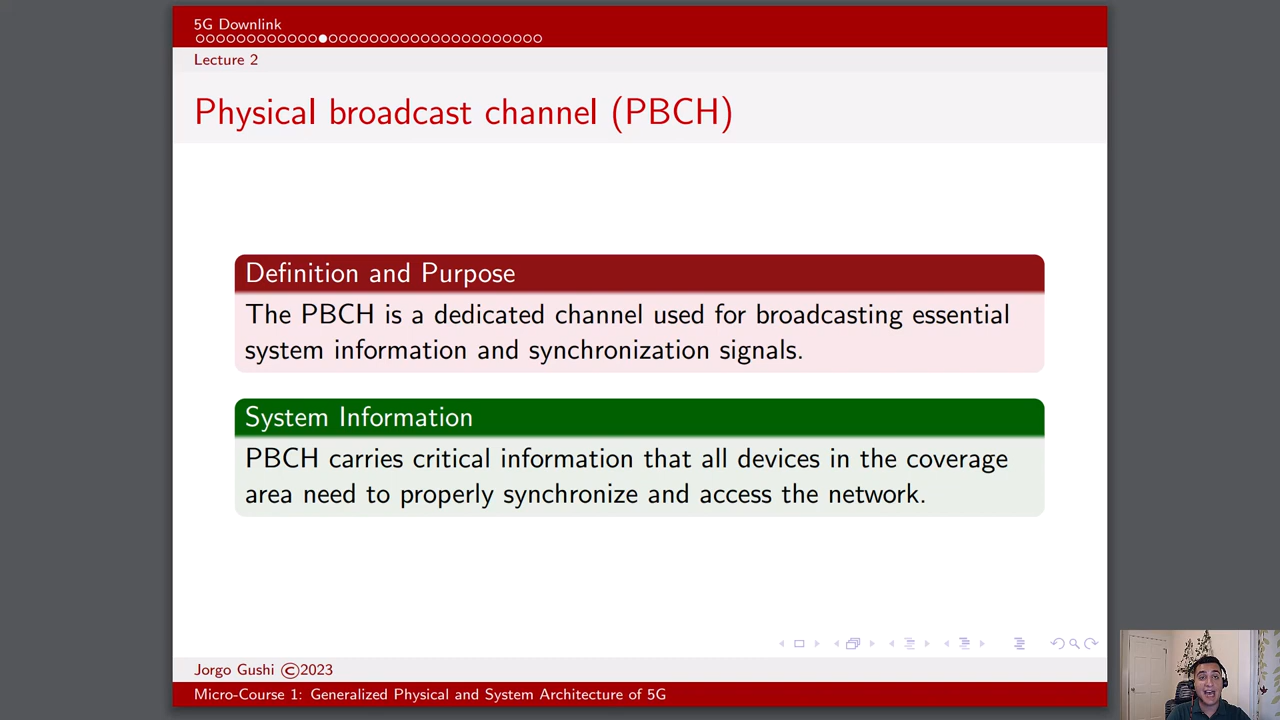 5G Downlink
Lecture 2
Physical broadcast channel (PBCH)
Definition and Purpose
The PBCH is a dedicated channel used for broadcasting essential
system information and synchronization signals.
System Information
PBCH carries critical information that all devices in the coverage
area need to properly synchronize and access the network.
Jorgo Gushi ©2023
Micro-Course 1: Generalized Physical and System Architecture of 5G